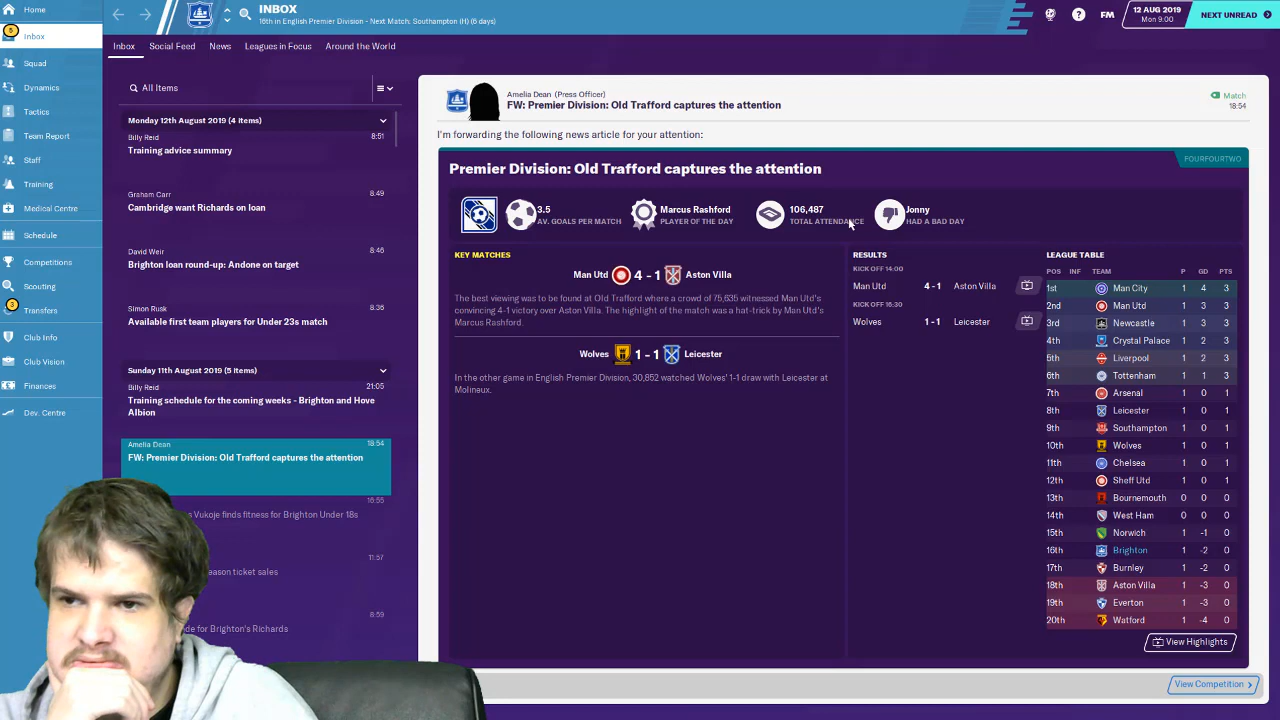 Home
INBOX
16th in English Premier Division - Next Match: Southampton (H) (6 days)
FM
12 AUG 2019
Mon 9:00
NEXT UNREAD
5
Inbox
Squad
Dynamics
Tactics
Team Report
Staff
Training
Medical Centre
Schedule
Competitions
Scouting
3
Transfers
Club Info
Club Vision
Finances
Dev. Centre
Inbox
Social Feed
News
Leagues in Focus
Around the World
All Items
Monday 12th August 2019 (4 items)
Billy Reid
8:51
Training advice summary
Graham Carr
8:49
Cambridge want Richards on loan
David Weir
8:46
Brighton loan round-up: Andone on target
Simon Rusk
8:36
Available first team players for Under 23s match
Sunday 11th August 2019 (5 items)
Billy Reid
21:05
Training schedule for the coming weeks - Brighton and Hove
Albion
Amelia Dean
18:54
FW: Premier Division: Old Trafford captures the attention
16:55
Vukoje finds fitness for Brighton Under 18s
11:57
season ticket sales
8:59
de for Brighton's Richards
Amelia Dean (Press Officer)
FW: Premier Division: Old Trafford captures the attention
Match
18:54
I'm forwarding the following news article for your attention:
FOURFOURTWO
Premier Division: Old Trafford captures the attention
3.5
AV. GOALS PER MATCH
Marcus Rashford
PLAYER OF THE DAY
106,487
TOTAL ATTENDANCE
Jonny
HAD A BAD DAY
KEY MATCHES
Man Utd 4 - 1 Aston Villa
The best viewing was to be found at Old Trafford where a crowd of 75,635 witnessed Man Utd's
convincing 4-1 victory over Aston Villa. The highlight of the match was a hat-trick by Man Utd's
Marcus Rashford.
Wolves 1 - 1 Leicester
In the other game in English Premier Division, 30,852 watched Wolves' 1-1 draw with Leicester at
Molineux.
RESULTS
KICK OFF 14:00
Man Utd 4 - 1 Aston Villa
KICK OFF 16:30
Wolves 1 - 1 Leicester
LEAGUE TABLE
POS INF TEAM P GD PTS
1st Man City 1 4 3
2nd Man Utd 1 3 3
3rd Newcastle 1 3 3
4th Crystal Palace 1 2 3
5th Liverpool 1 2 3
6th Tottenham 1 1 3
7th Arsenal 1 0 1
8th Leicester 1 0 1
9th Southampton 1 0 1
10th Wolves 1 0 1
11th Chelsea 1 0 1
12th Sheff Utd 1 0 1
13th Bournemouth 0 0 0
14th West Ham 0 0 0
15th Norwich 1 -1 0
16th Brighton 1 -2 0
17th Burnley 1 -2 0
18th Aston Villa 1 -3 0
19th Everton 1 -3 0
20th Watford 1 -4 0
View Highlights
View Competition